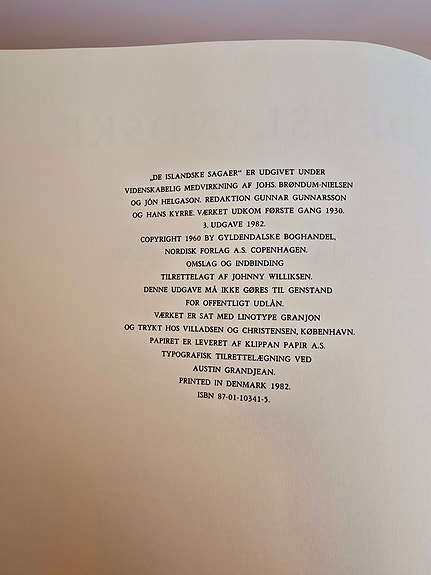 „DE ISLANDSKE SAGAER“ ER UDGIVET UNDER
VIDENSKABELIG MEDVIRKNING AF JOHS. BRØNDUM-NIELSEN
OG JÓN HELGASON. REDAKTION GUNNAR GUNNARSSON
OG HANS KYRRE. VÆRKET UDKOM FØRSTE GANG 1930.
3. UDGAVE 1982.
COPYRIGHT 1960 BY GYLDENDALSKE BOGHANDEL,
NORDISK FORLAG A.S. COPENHAGEN.
OMSLAG OG INDBINDING
TILRETTELAGT AF JOHNNY WILLIKSEN.
DENNE UDGAVE MÅ IKKE GØRES TIL GENSTAND
FOR OFFENTLIGT UDLÅN.
VÆRKET ER SAT MED LINOTYPE GRANJON
OG TRYKT HOS VILLADSEN OG CHRISTENSEN, KØBENHAVN.
PAPIRET ER LEVERET AF KLIPPAN PAPIR A.S.
TYPOGRAFISK TILRETTELÆGNING VED
AUSTIN GRANDJEAN.
PRINTED IN DENMARK 1982.
ISBN 87-01-10341-5.